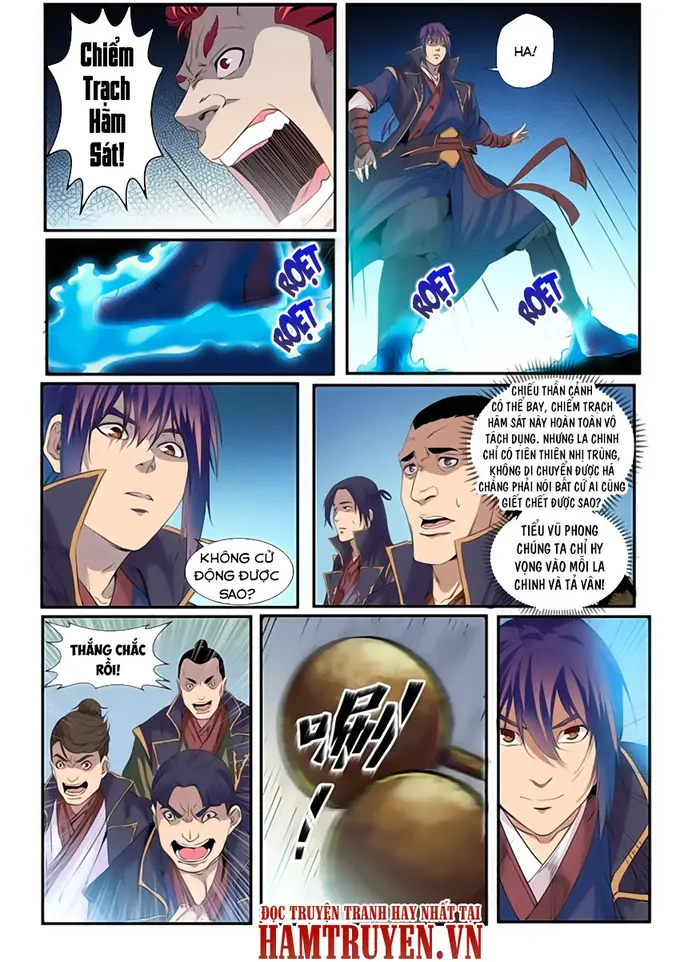 Chiểm
Trạch
Hàm
Sát!
HA!
ROẸT
ROẸT
ROẸT
ROẸT
KHÔNG CỬ
ĐỘNG ĐƯỢC
SAO?
CHIẾU THẦN CẢNH
CÓ THỂ BAY, CHIỂM TRẠCH
HÀM SÁT NÀY HOÀN TOÀN VÔ
TÁCH DỤNG. NHƯNG LA CHINH
CHỈ CÓ TIÊN THIÊN NHỊ TRÙNG,
KHÔNG DI CHUYỂN ĐƯỢC HÁ
CHẲNG PHẢI NÓI BẤT CỨ AI CŨNG
GIẾT CHẾT ĐƯỢC SAO?
TIỂU VŨ PHONG
CHÚNG TA CHỈ HY
VỌNG VÀO MỖI LA
CHINH VÀ TẢ VÂN!
THẮNG CHẮC
RỒI!
唰!!
ĐỌC TRUYỆN TRANH HAY NHẤT TẠI
HAMTRUYEN.VN